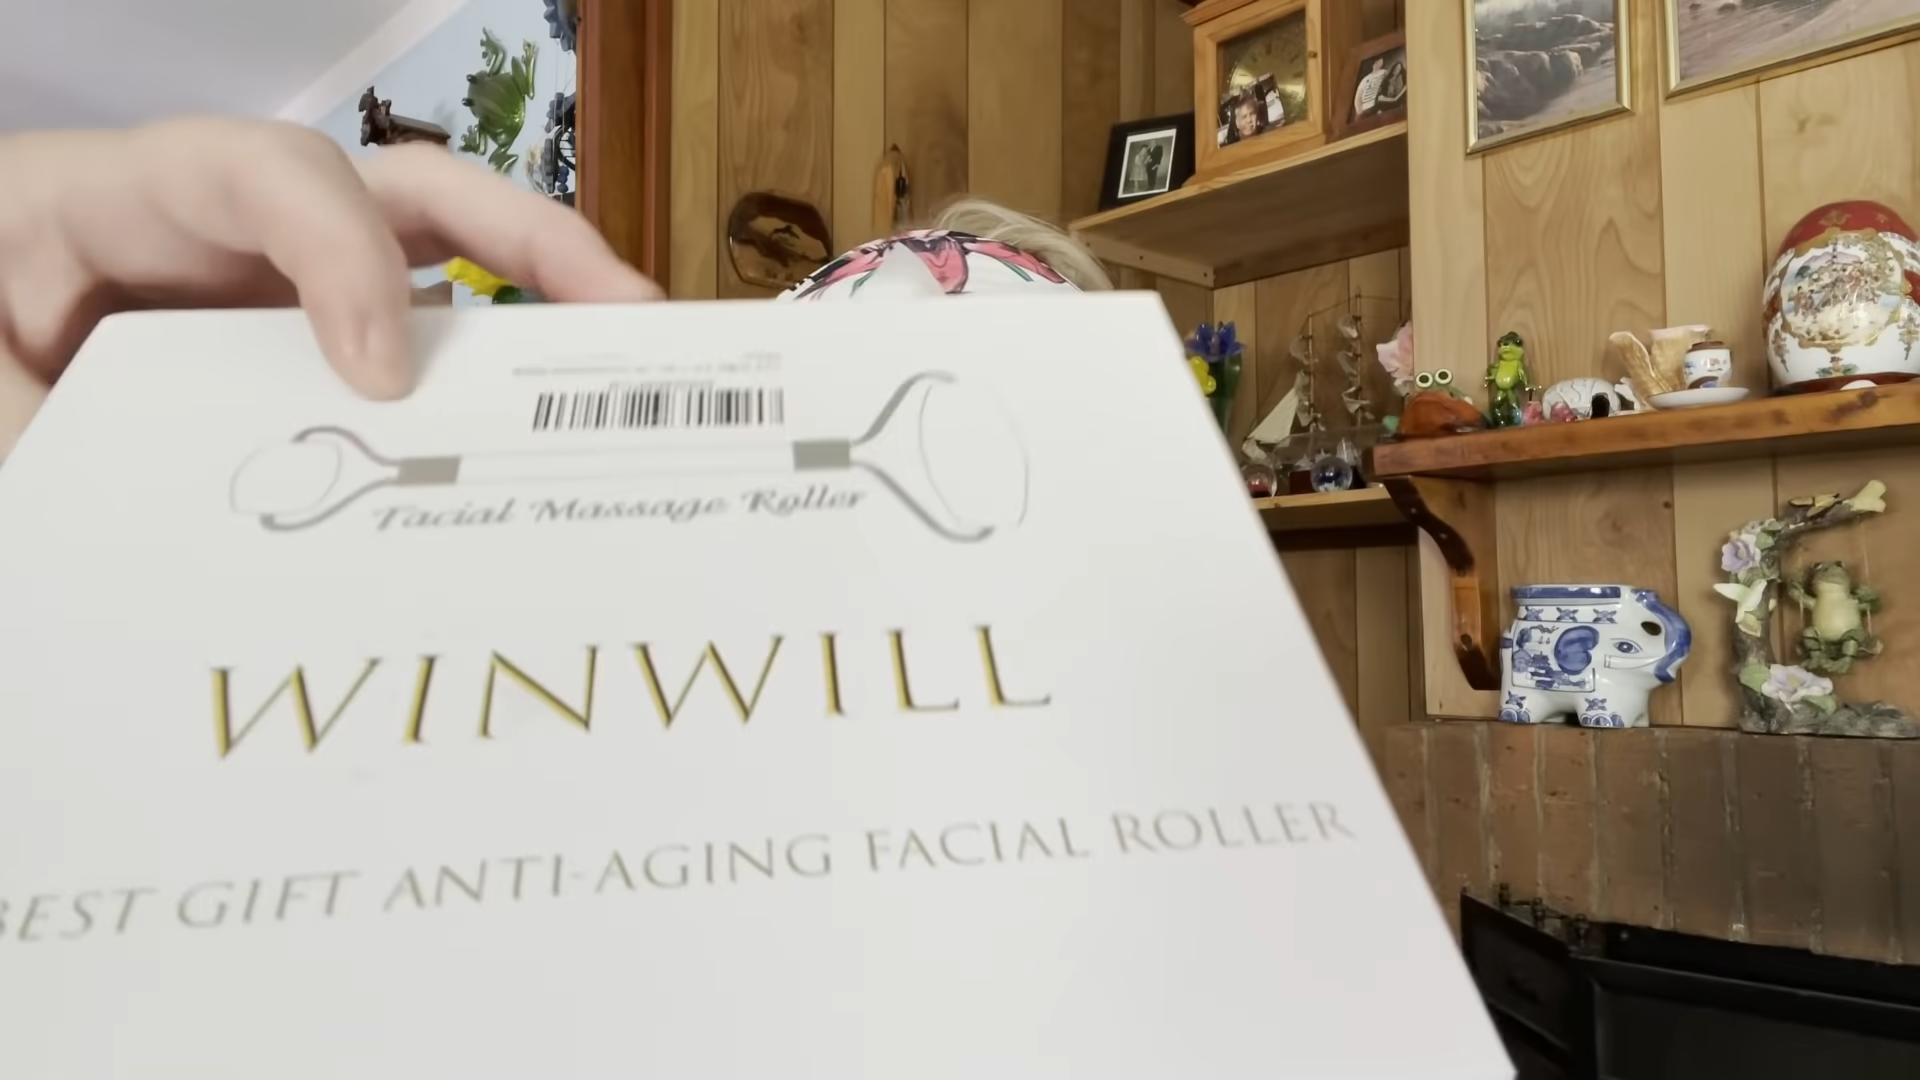 Facial Massage Roller
WINWILL
BEST GIFT ANTI-AGING FACIAL ROLLER